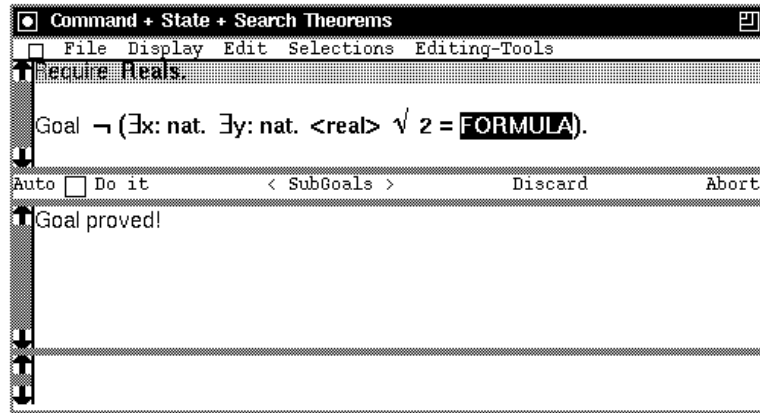 Command + State + Search Theorems
File Display Edit Selections Editing-Tools
Require Reals.
Goal ¬ (∃x: nat. ∃y: nat. <real> √ 2 = FORMULA).
Auto Do it < SubGoals > Discard Abort
Goal proved!